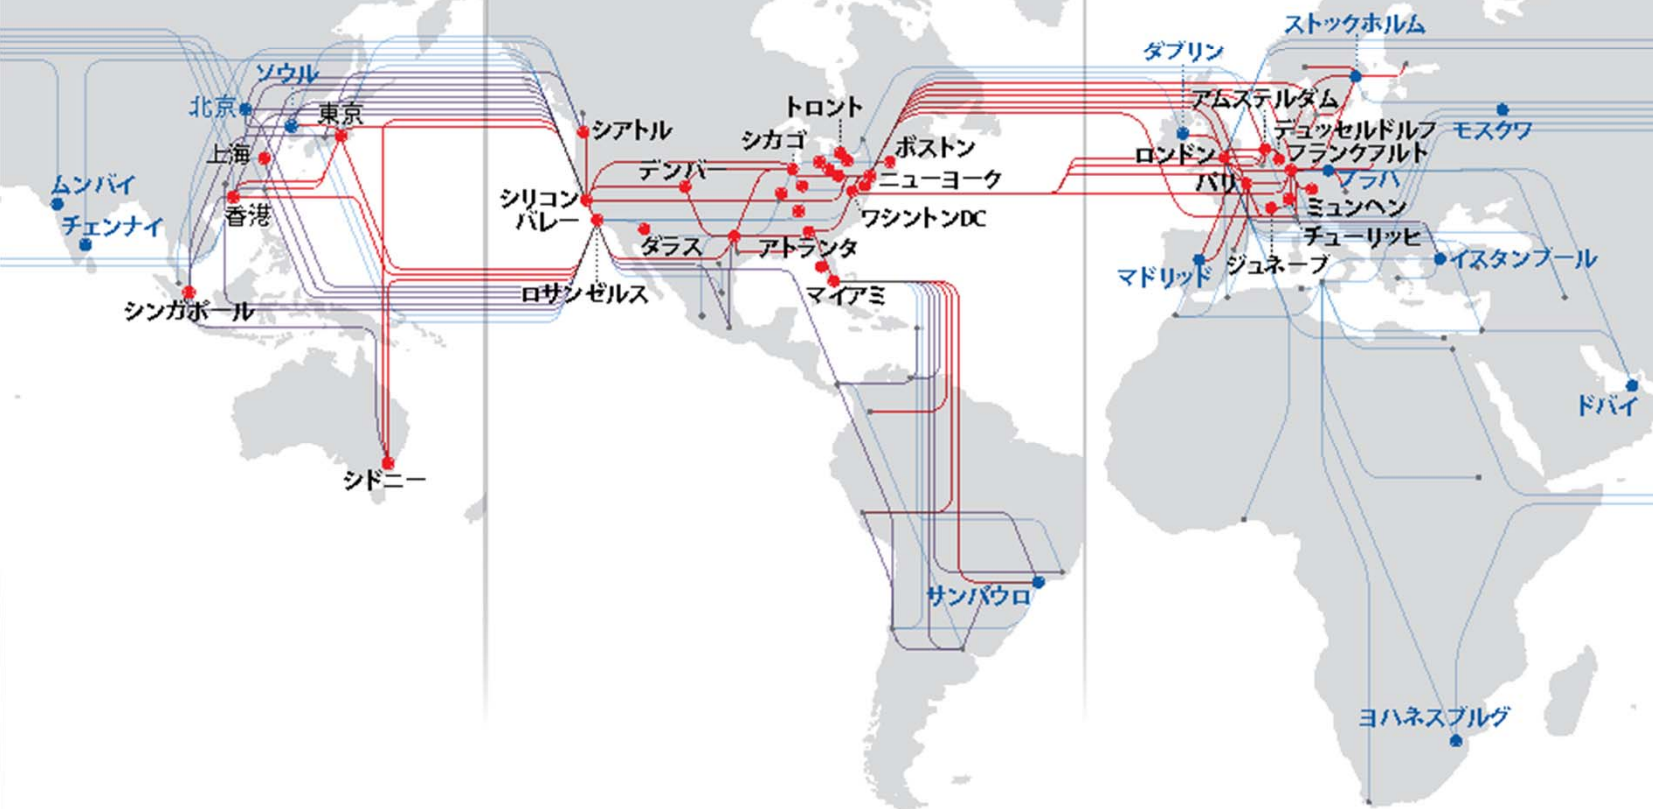 ソウル
北京
東京
上海
ムンバイ
香港
チェンナイ
シンガポール
シドニー
シアトル
トロント
シカゴ
ボストン
デンバー
ニューヨーク
シリコン
バレー
ワシントンDC
ダラス
アトランタ
ロサンゼルス
マイアミ
サンパウロ
ストックホルム
ダブリン
アムステルダム
デュッセルドルフ
モスクワ
ロンドン
フランクフルト
パリ
プラハ
ミュンヘン
チューリッヒ
マドリッド
ジュネーブ
イスタンブール
ドバイ
ヨハネスブルグ